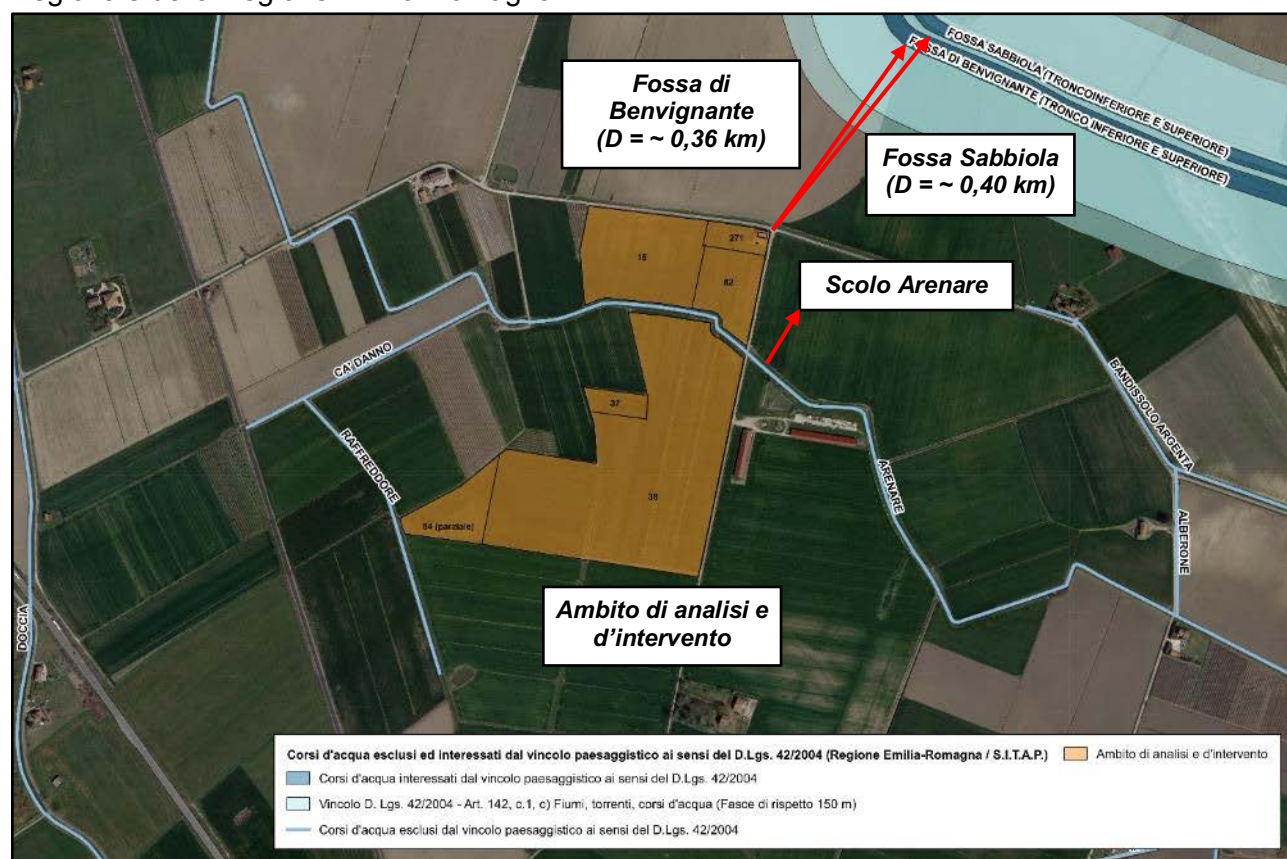 Fossa di
Benvignante
(D = ~ 0,36 km)
FOSSA SABBIOLA (TRONCOINFERIORE E SUPERIORE)
FOSSA DI BENVIGNANTE (TRONCO INFERIORE E SUPERIORE)
Fossa Sabbiola
(D = ~ 0,40 km)
271
15
82
Scolo Arenare
CA' DANNO
37
BANDISSOLO ARGENTA
RAFFREDDORE
ARENARE
38
64 (parziale)
ALBERONE
DOCCIA
Ambito di analisi e
d'intervento
Corsi d'acqua esclusi ed interessati dal vincolo paesaggistico ai sensi del D.Lgs. 42/2004 (Regione Emilia-Romagna / S.I.T.A.P.)
Ambito di analisi e d'intervento
Corsi d'acqua interessati dal vincolo paesaggistico ai sensi del D.Lgs. 42/2004
Vincolo D. Lgs. 42/2004 - Art. 142, c.1, c) Fiumi, torrenti, corsi d'acqua (Fasce di rispetto 150 m)
Corsi d'acqua esclusi dal vincolo paesaggistico ai sensi del D.Lgs. 42/2004